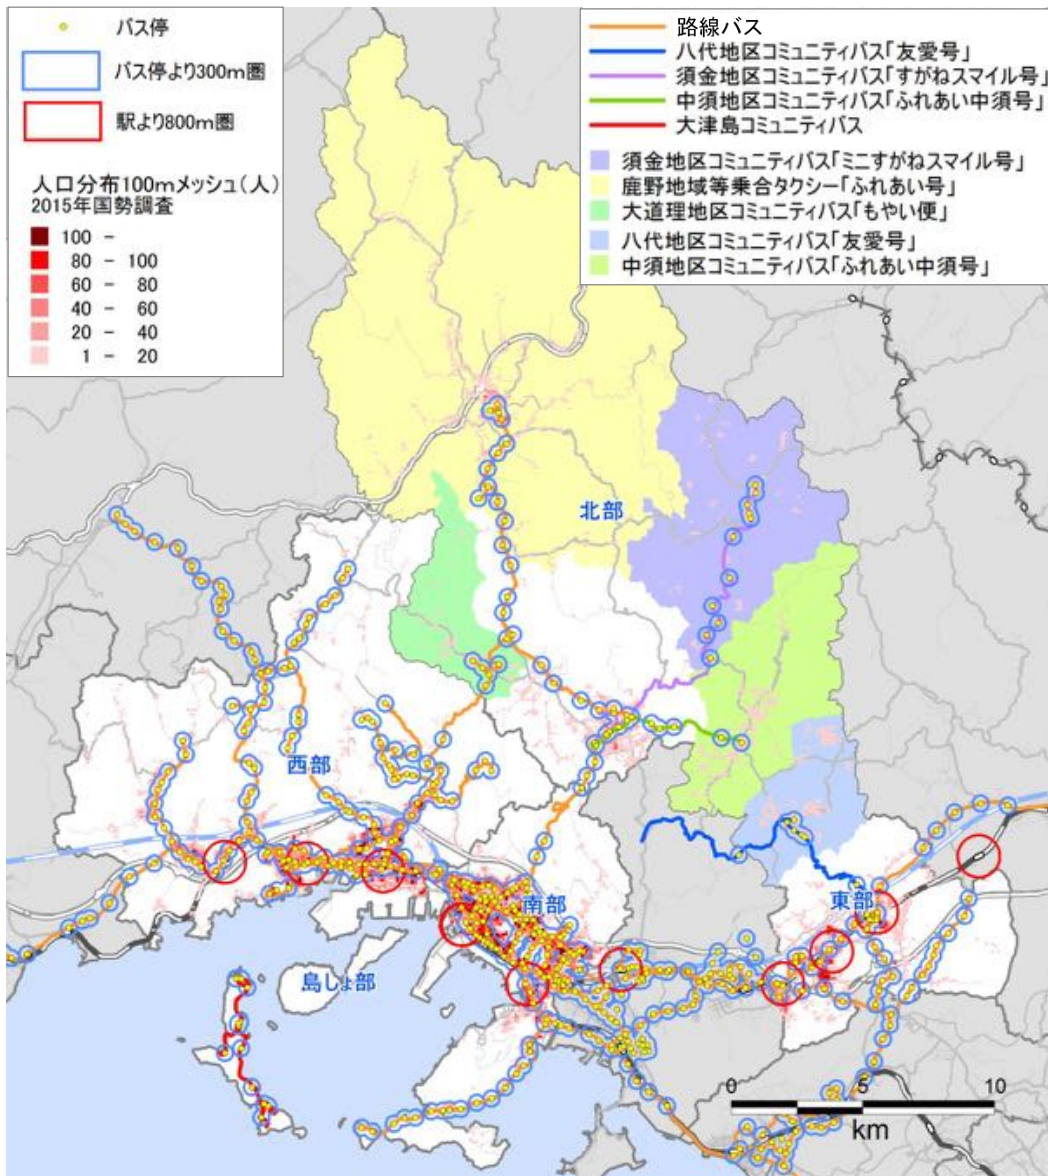 バス停
バス停より300m圏
駅より800m圏
人口分布100mメッシュ(人)
2015年国勢調査
100 -
80 - 100
60 - 80
40 - 60
20 - 40
1 - 20
路線バス
八代地区コミュニティバス「友愛号」
須金地区コミュニティバス「すがねスマイル号」
中須地区コミュニティバス「ふれあい中須号」
大津島コミュニティバス
須金地区コミュニティバス「ミニすがねスマイル号」
鹿野地域等乗合タクシー「ふれあい号」
大道理地区コミュニティバス「もやい便」
八代地区コミュニティバス「友愛号」
中須地区コミュニティバス「ふれあい中須号」
北部
西部
南部
東部
島しょ部
0 5 10
km